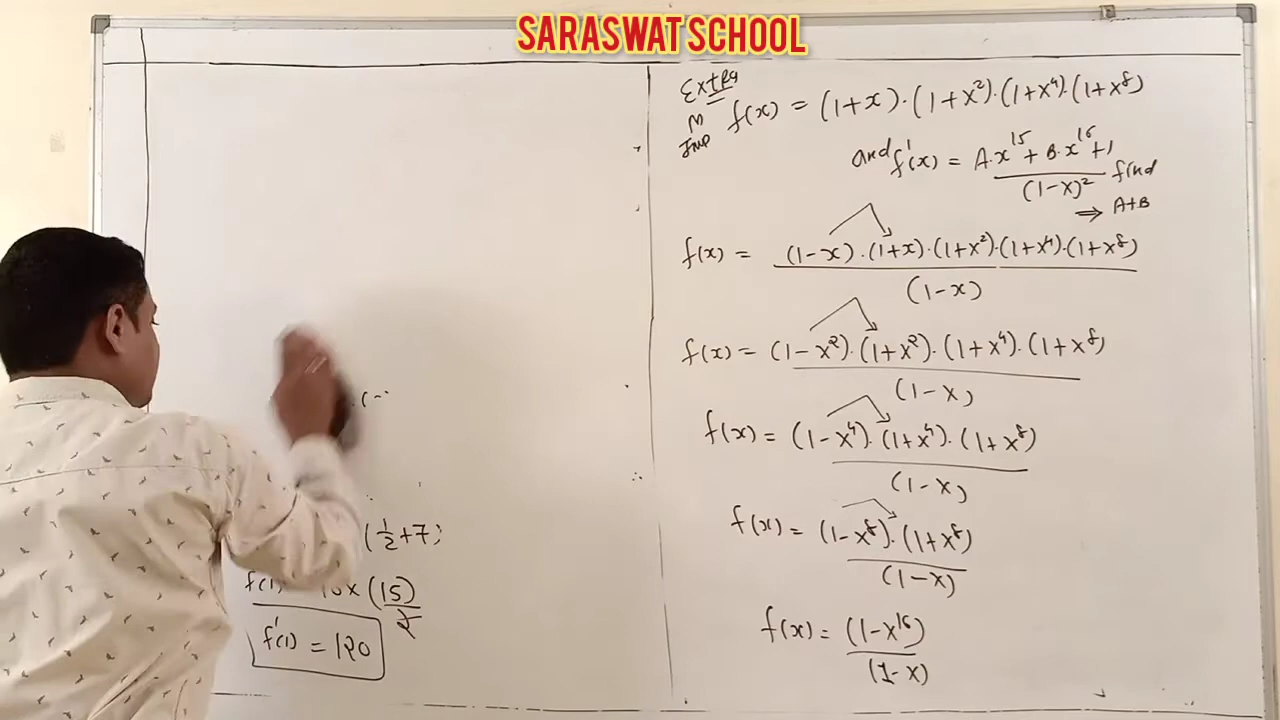 SARASWAT SCHOOL
Extra
M
Imp
f(x) = (1+x)·(1+x²)·(1+x⁴)·(1+x⁸)
and f'(x) = A·x¹⁵ + B·x¹⁶ + 1
(1-x)² find
⇒ A+B
f(x) = (1-x)·(1+x)·(1+x²)·(1+x⁴)·(1+x⁸)
(1-x)
f(x) = (1-x²)·(1+x²)·(1+x⁴)·(1+x⁸)
(1-x)
f(x) = (1-x⁴)·(1+x⁴)·(1+x⁸)
(1-x)
f(x) = (1-x⁸)·(1+x⁸)
(1-x)
f(x) = (1-x¹⁶)
(1-x)
(1/2+7)
(15)
2
f'(1) = 120